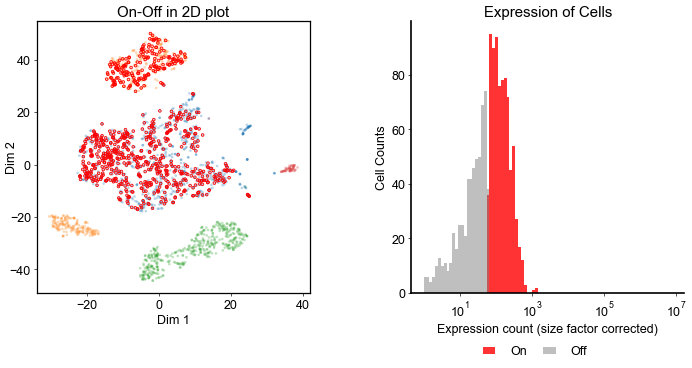 On-Off in 2D plot
Expression of Cells
40
20
0
−20
−40
Dim 2
−20
0
20
40
Dim 1
80
60
40
20
0
Cell Counts
10^1
10^3
10^5
10^7
Expression count (size factor corrected)
On
Off